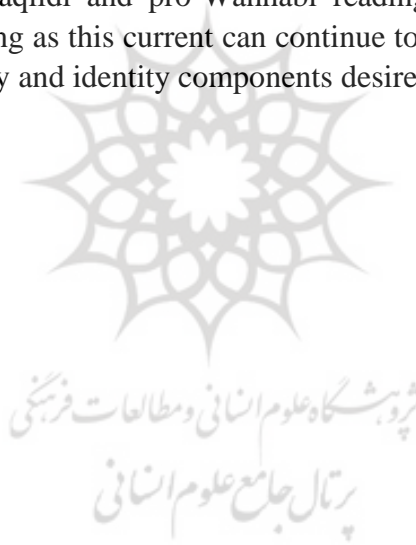 aqlidi and pro-Wahhabi reading
ng as this current can continue to
y and identity components desire
پژوهشگاه علوم انسانی و مطالعات فرهنگی
پرتال جامع علوم انسانی